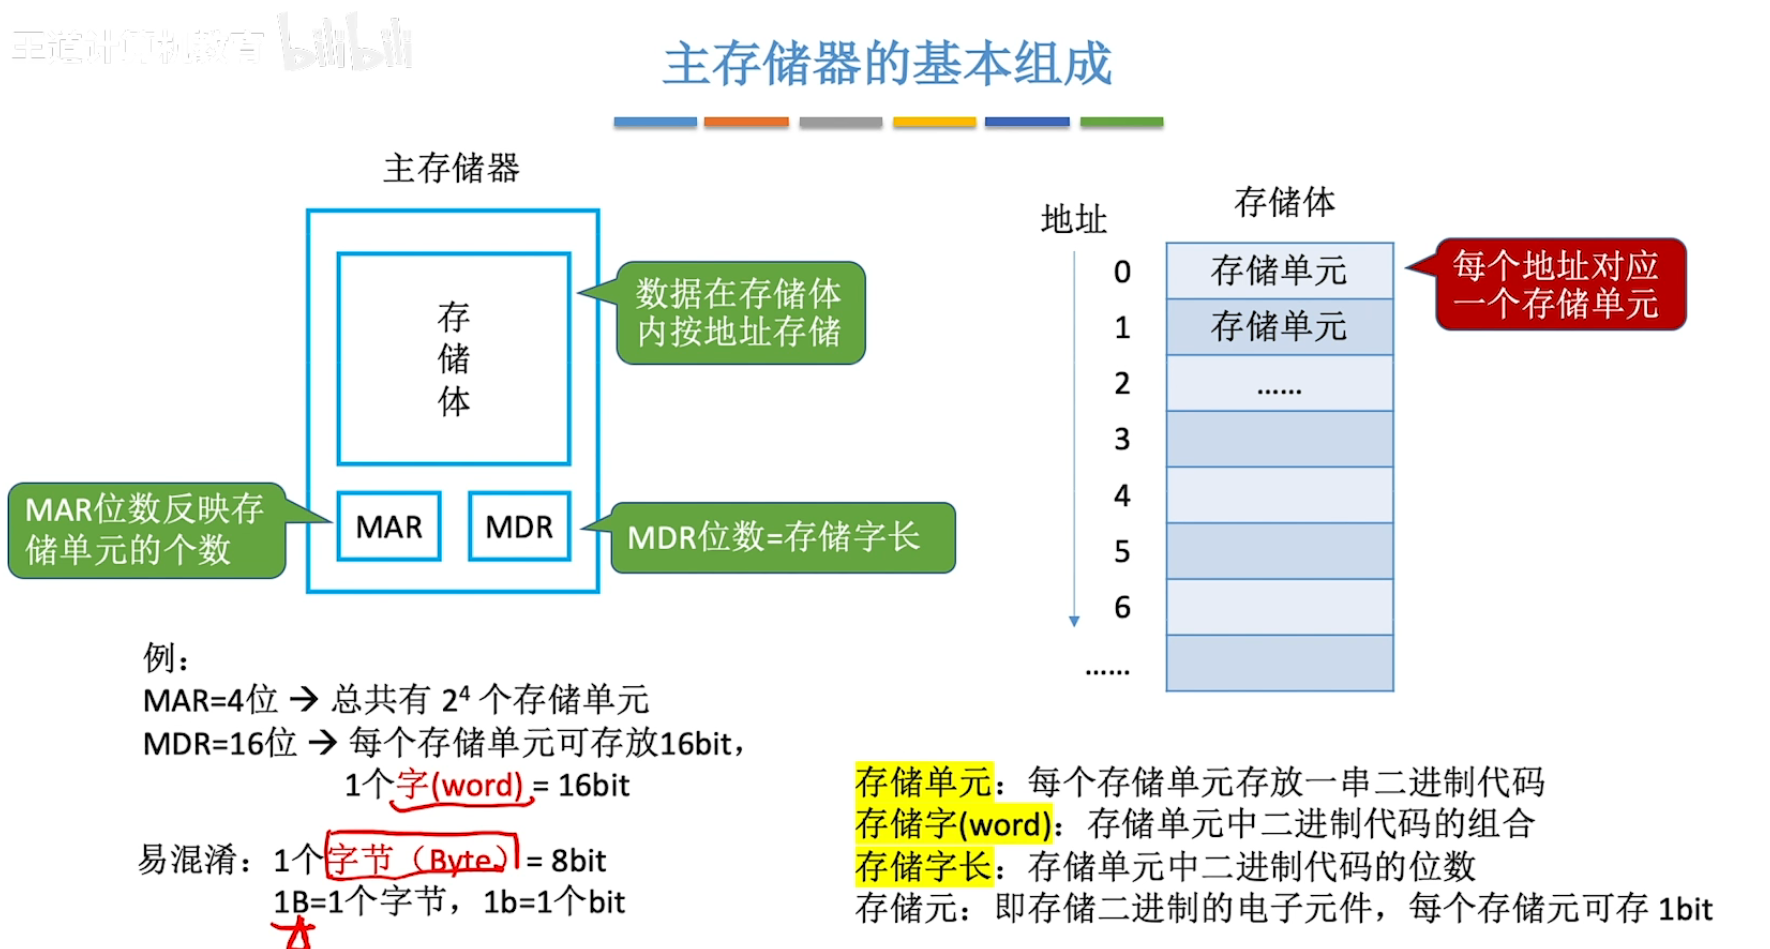 王道计算机教育 bilibili
主存储器的基本组成
主存储器
存
储
体
数据在存储体
内按地址存储
MAR位数反映存
储单元的个数
MAR
MDR
MDR位数=存储字长
地址
存储体
0
存储单元
1
存储单元
2
......
3
4
5
6
......
每个地址对应
一个存储单元
例：
MAR=4位 → 总共有 2⁴ 个存储单元
MDR=16位 → 每个存储单元可存放16bit，
1个字(word) = 16bit
易混淆：1个字节（Byte） = 8bit
1B=1个字节，1b=1个bit
存储单元：每个存储单元存放一串二进制代码
存储字(word)：存储单元中二进制代码的组合
存储字长：存储单元中二进制代码的位数
存储元：即存储二进制的电子元件，每个存储元可存 1bit